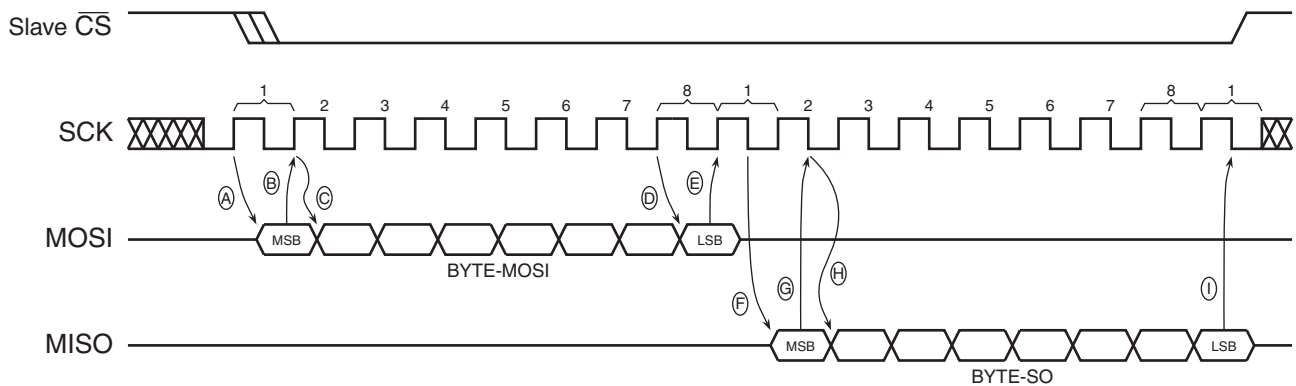 Slave CS
1 2 3 4 5 6 7 8 1 2 3 4 5 6 7 8 1
SCK
A B C D E
MOSI MSB LSB
BYTE-MOSI
F G H I
MISO MSB LSB
BYTE-SO